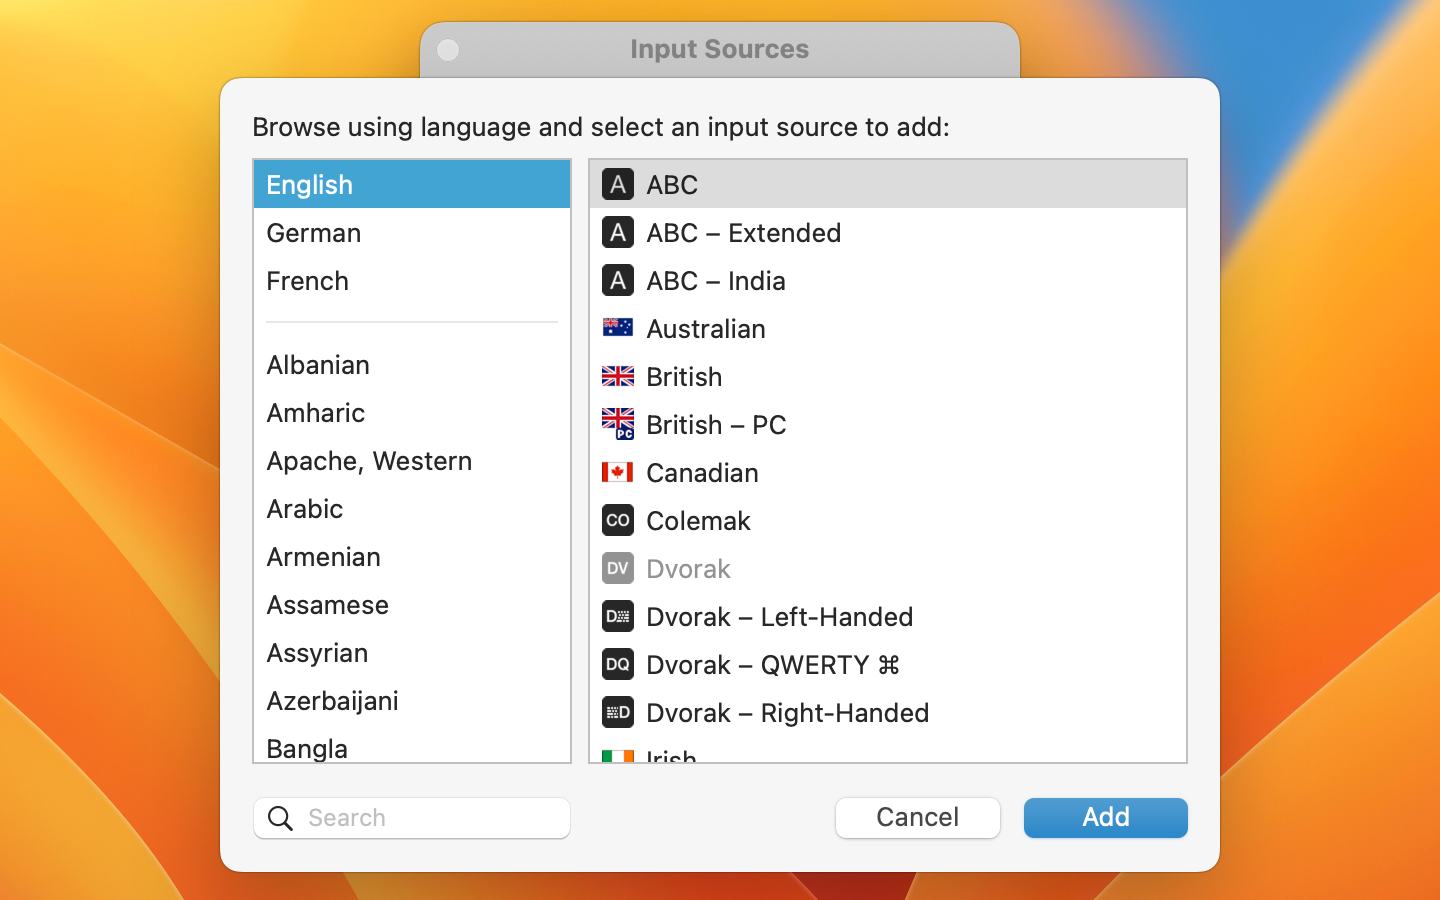 Input Sources
Browse using language and select an input source to add:
English
German
French
Albanian
Amharic
Apache, Western
Arabic
Armenian
Assamese
Assyrian
Azerbaijani
Bangla
A ABC
A ABC – Extended
A ABC – India
Australian
British
PC British – PC
Canadian
CO Colemak
DV Dvorak
D Dvorak – Left-Handed
DQ Dvorak – QWERTY ⌘
D Dvorak – Right-Handed
Irish
Search
Cancel
Add